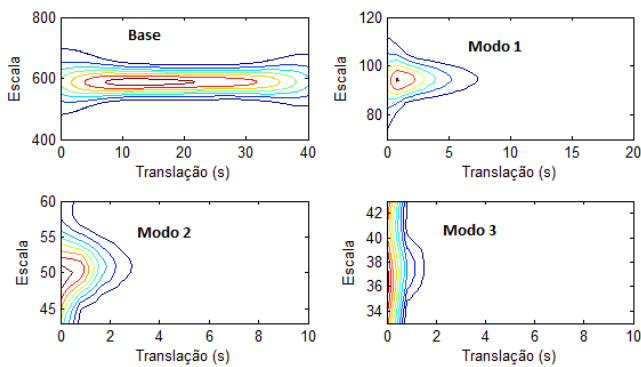 Base
800
600
400
Escala
0 10 20 30 40
Translação (s)
Modo 1
120
100
80
Escala
0 5 10 15 20
Translação (s)
Modo 2
60
55
50
45
Escala
0 2 4 6 8 10
Translação (s)
Modo 3
42
40
38
36
34
Escala
0 2 4 6 8 10
Translação (s)